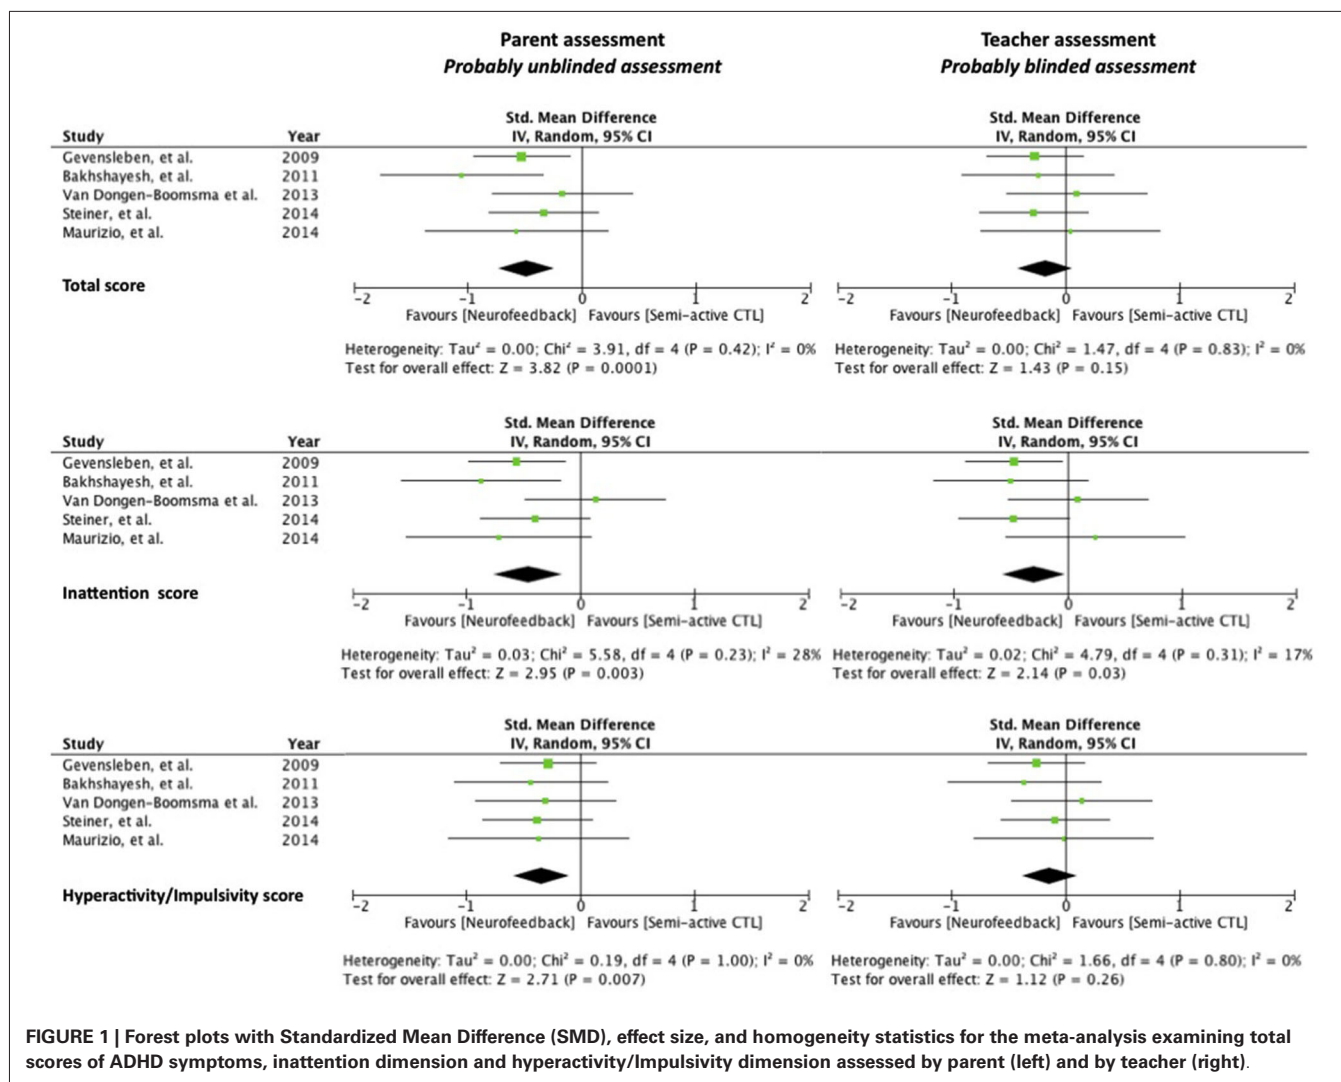 Parent assessment
Probably unblinded assessment
Teacher assessment
Probably blinded assessment
Std. Mean Difference
Study Year IV, Random, 95% CI
Std. Mean Difference
IV, Random, 95% CI
Gevensleben, et al. 2009
Bakhshayesh, et al. 2011
Van Dongen-Boomsma et al. 2013
Steiner, et al. 2014
Maurizio, et al. 2014
Total score
-2 -1 0 1 2
Favours [Neurofeedback] Favours [Semi-active CTL]
-2 -1 0 1 2
Favours [Neurofeedback] Favours [Semi-active CTL]
Heterogeneity: Tau² = 0.00; Chi² = 3.91, df = 4 (P = 0.42); I² = 0%
Test for overall effect: Z = 3.82 (P = 0.0001)
Heterogeneity: Tau² = 0.00; Chi² = 1.47, df = 4 (P = 0.83); I² = 0%
Test for overall effect: Z = 1.43 (P = 0.15)
Std. Mean Difference
Study Year IV, Random, 95% CI
Std. Mean Difference
IV, Random, 95% CI
Gevensleben, et al. 2009
Bakhshayesh, et al. 2011
Van Dongen-Boomsma et al. 2013
Steiner, et al. 2014
Maurizio, et al. 2014
Inattention score
-2 -1 0 1 2
Favours [Neurofeedback] Favours [Semi-active CTL]
-2 -1 0 1 2
Favours [Neurofeedback] Favours [Semi-active CTL]
Heterogeneity: Tau² = 0.03; Chi² = 5.58, df = 4 (P = 0.23); I² = 28%
Test for overall effect: Z = 2.95 (P = 0.003)
Heterogeneity: Tau² = 0.02; Chi² = 4.79, df = 4 (P = 0.31); I² = 17%
Test for overall effect: Z = 2.14 (P = 0.03)
Std. Mean Difference
Study Year IV, Random, 95% CI
Std. Mean Difference
IV, Random, 95% CI
Gevensleben, et al. 2009
Bakhshayesh, et al. 2011
Van Dongen-Boomsma et al. 2013
Steiner, et al. 2014
Maurizio, et al. 2014
Hyperactivity/Impulsivity score
-2 -1 0 1 2
Favours [Neurofeedback] Favours [Semi-active CTL]
-2 -1 0 1 2
Favours [Neurofeedback] Favours [Semi-active CTL]
Heterogeneity: Tau² = 0.00; Chi² = 0.19, df = 4 (P = 1.00); I² = 0%
Test for overall effect: Z = 2.71 (P = 0.007)
Heterogeneity: Tau² = 0.00; Chi² = 1.66, df = 4 (P = 0.80); I² = 0%
Test for overall effect: Z = 1.12 (P = 0.26)
FIGURE 1 | Forest plots with Standardized Mean Difference (SMD), effect size, and homogeneity statistics for the meta-analysis examining total
scores of ADHD symptoms, inattention dimension and hyperactivity/Impulsivity dimension assessed by parent (left) and by teacher (right).